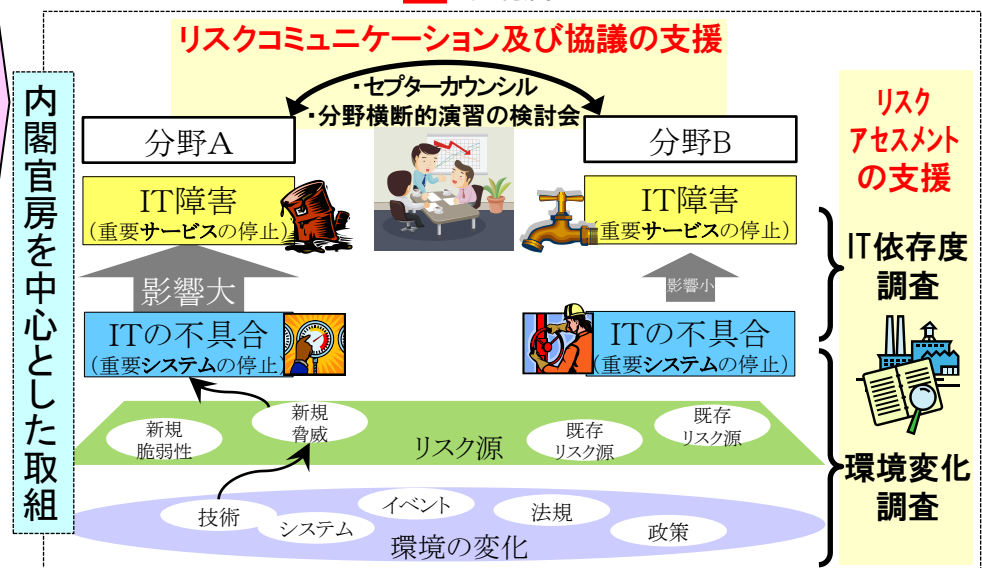 リスクコミュニケーション及び協議の支援
・セプターカウンシル
・分野横断的演習の検討会
内閣官房を中心とした取組
分野A
分野B
IT障害
(重要サービスの停止)
IT障害
(重要サービスの停止)
影響大
影響小
ITの不具合
(重要システムの停止)
ITの不具合
(重要システムの停止)
新規
脆弱性
新規
脅威
リスク源
既存
リスク源
既存
リスク源
技術
システム
イベント
法規
政策
環境の変化
リスク
アセスメント
の支援
IT依存度
調査
環境変化
調査